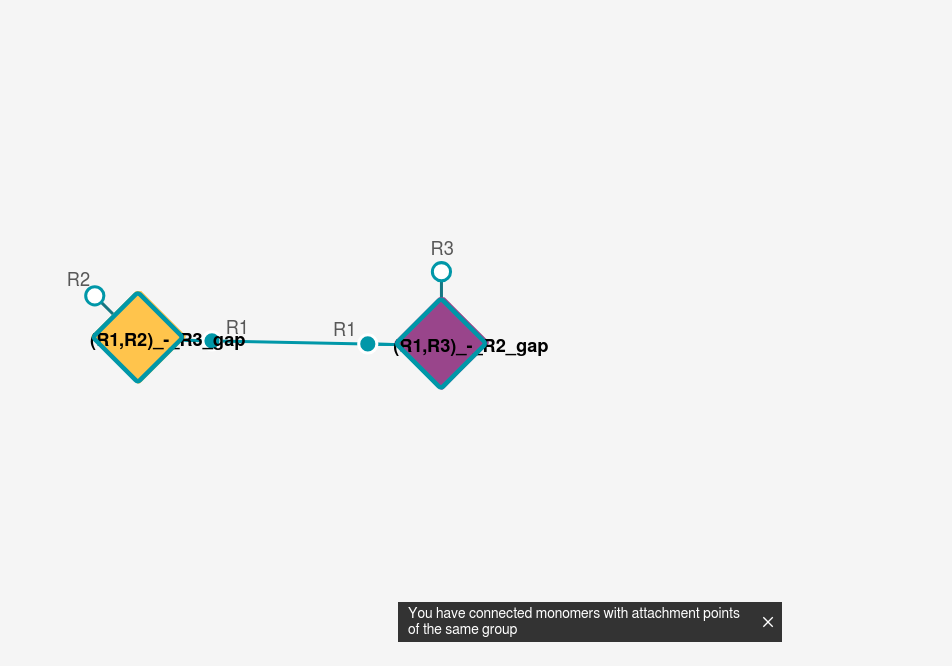 R3
R2
R1
R1
(R1,R2)_-_R3_gap
(R1,R3)_-_R2_gap
You have connected monomers with attachment points
of the same group